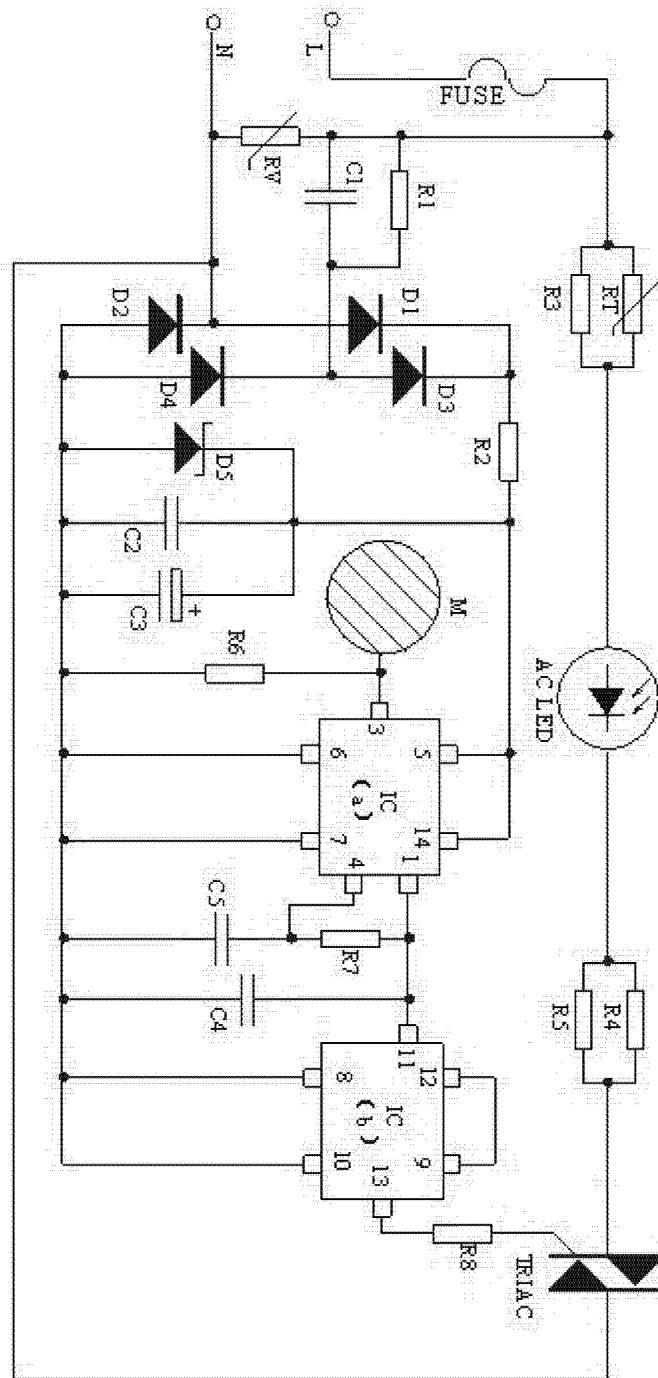 N
L
FUSE
RV
C1
R1
R3
RT
D2
D1
D4
D3
D5
R2
C2
C3
+
M
R6
AC LED
3
6
5
IC
(a)
7
14
4
1
C5
R7
C4
R5
R4
11
8
12
IC
(b)
10
9
13
R8
TRIAC